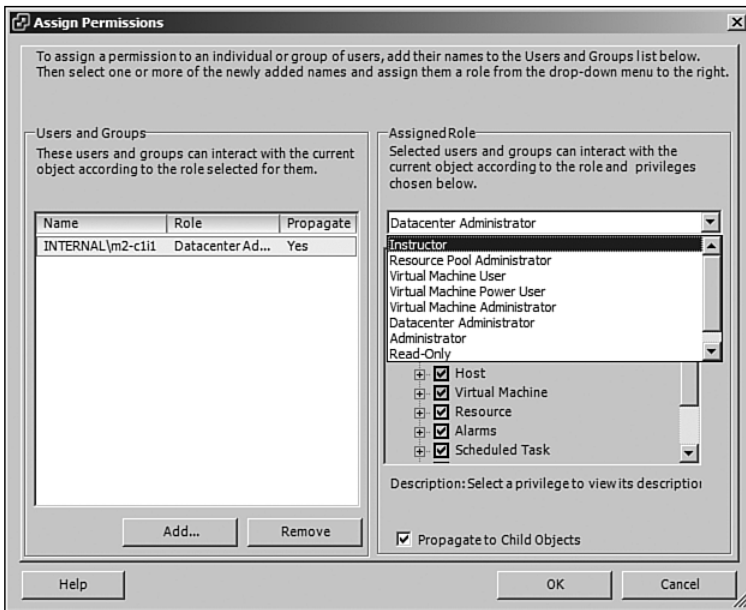 Assign Permissions
To assign a permission to an individual or group of users, add their names to the Users and Groups list below.
Then select one or more of the newly added names and assign them a role from the drop-down menu to the right.
Users and Groups
These users and groups can interact with the current
object according to the role selected for them.
Name Role Propagate
INTERNAL\m2-c1i1 Datacenter Ad... Yes
Add... Remove
AssignedRole
Selected users and groups can interact with the
current object according to the role and privileges
chosen below.
Datacenter Administrator
Instructor
Resource Pool Administrator
Virtual Machine User
Virtual Machine Power User
Virtual Machine Administrator
Datacenter Administrator
Administrator
Read-Only
Host
Virtual Machine
Resource
Alarms
Scheduled Task
Description:Select a privilege to view its description
Propagate to Child Objects
Help OK Cancel